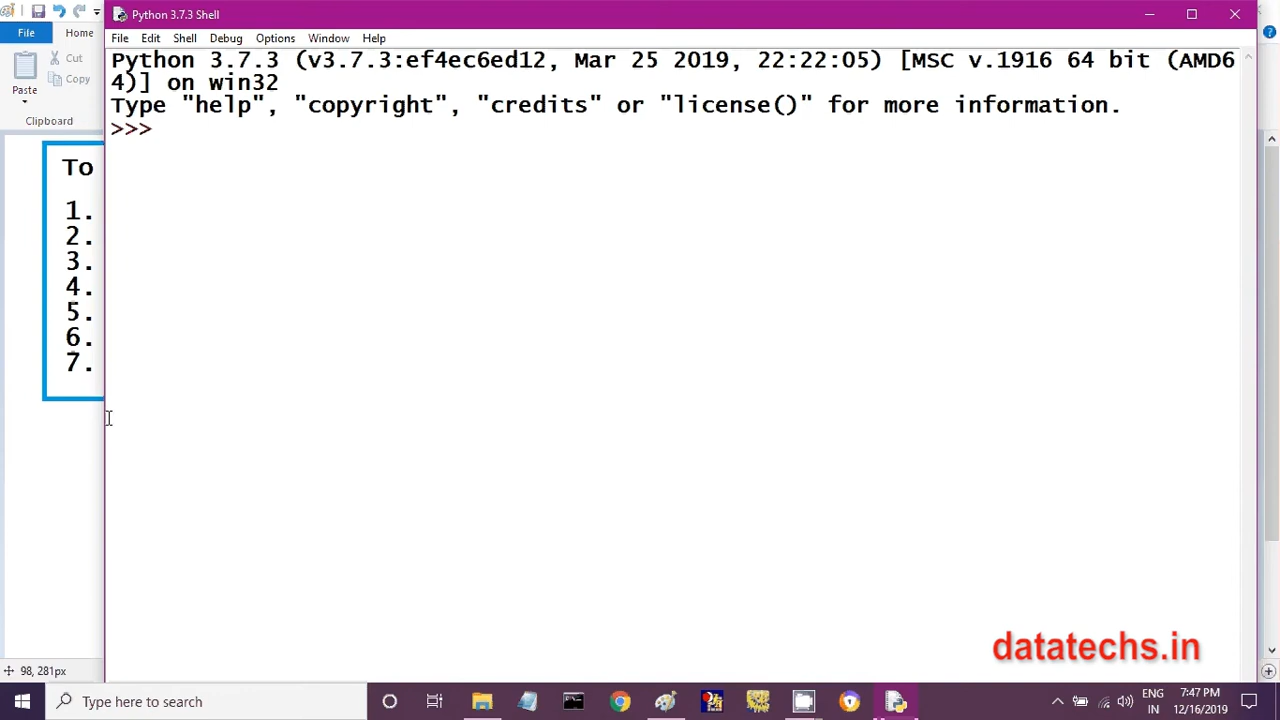 Python 3.7.3 Shell
File
Home
File Edit Shell Debug Options Window Help
Cut
Copy
Paste
Clipboard
Python 3.7.3 (v3.7.3:ef4ec6ed12, Mar 25 2019, 22:22:05) [MSC v.1916 64 bit (AMD6
4)] on win32
Type "help", "copyright", "credits" or "license()" for more information.
>>>
To
1.
2.
3.
4.
5.
6.
7.
datatechs.in
98, 281px
Type here to search
ENG
IN
7:47 PM
12/16/2019